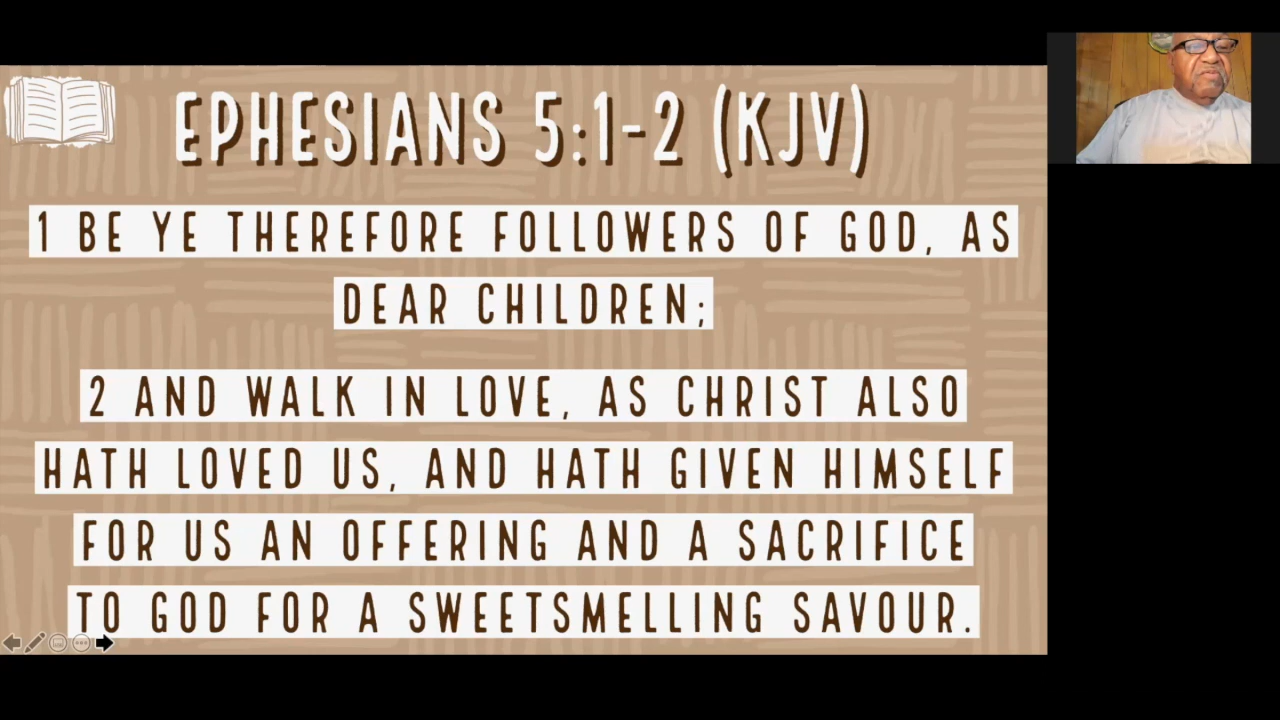 EPHESIANS 5:1-2 (KJV)
1 BE YE THEREFORE FOLLOWERS OF GOD, AS
DEAR CHILDREN;
2 AND WALK IN LOVE, AS CHRIST ALSO
HATH LOVED US, AND HATH GIVEN HIMSELF
FOR US AN OFFERING AND A SACRIFICE
TO GOD FOR A SWEETSMELLING SAVOUR.